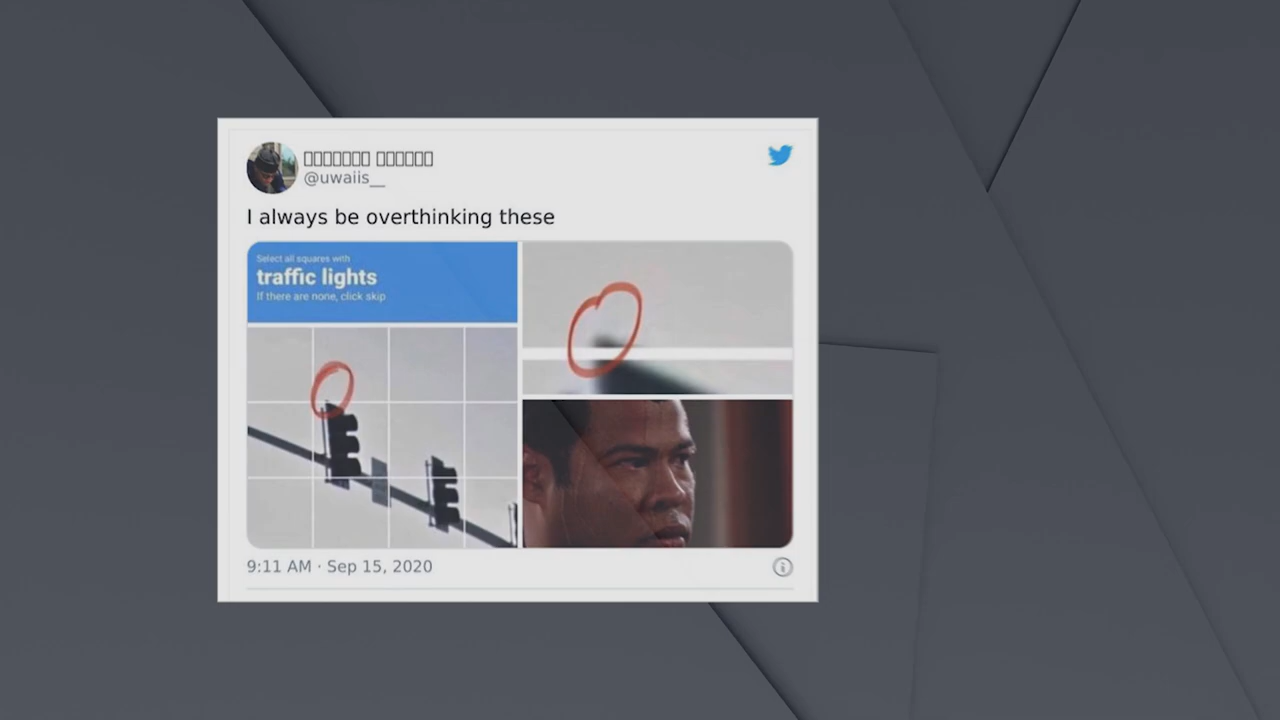 @uwaiis__
I always be overthinking these
Select all squares with
traffic lights
If there are none, click skip
9:11 AM · Sep 15, 2020